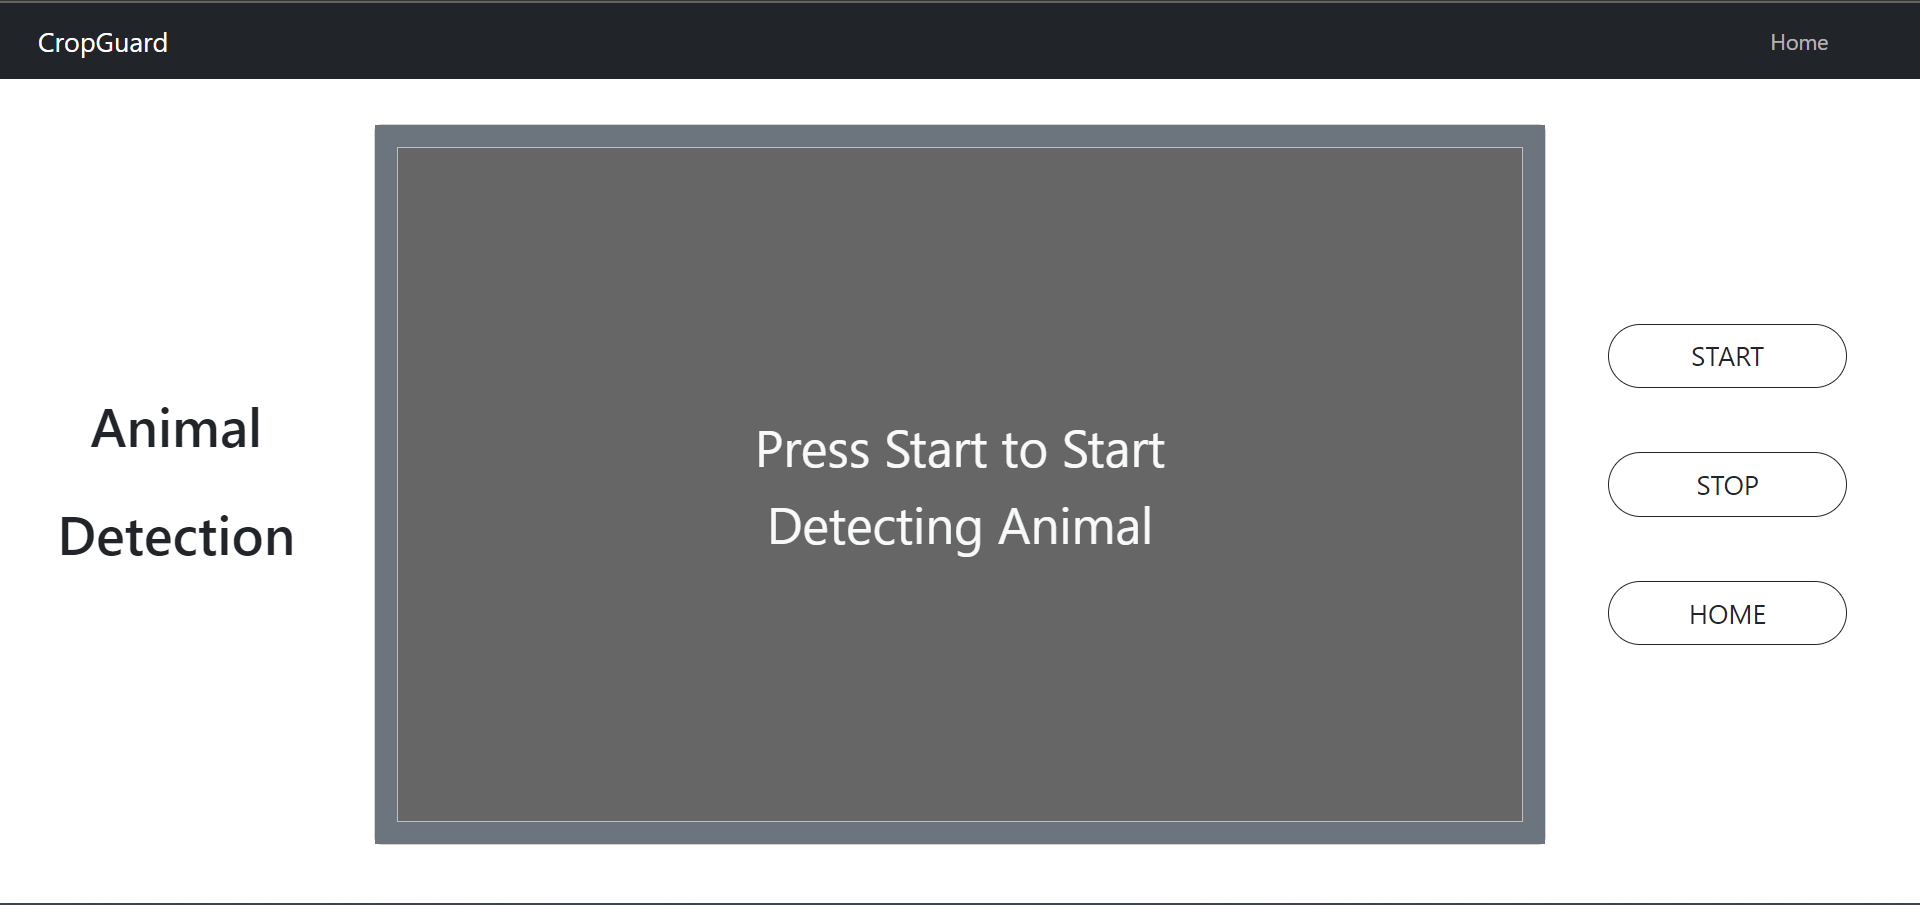 CropGuard
Home
Animal
Detection
Press Start to Start
Detecting Animal
START
STOP
HOME